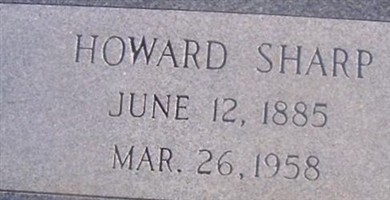 HOWARD SHARP
JUNE 12, 1885
MAR. 26, 1958